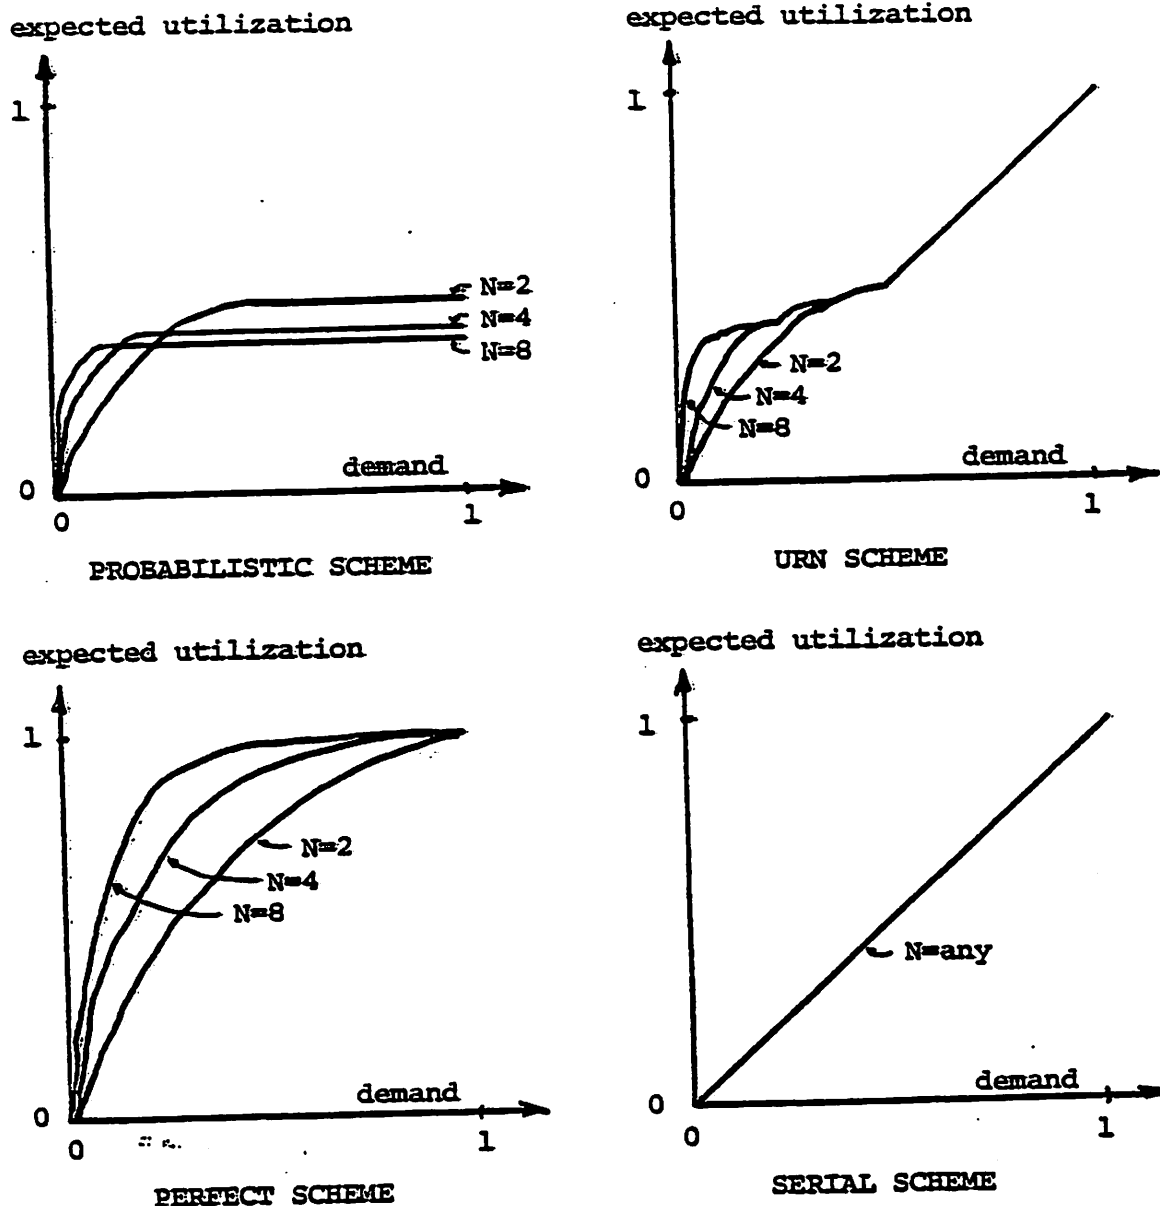 expected utilization
1
N=2
N=4
N=8
demand
0
0
1
PROBABILISTIC SCHEME
expected utilization
1
N=2
N=4
N=8
demand
0
0
1
URN SCHEME
expected utilization
1
N=2
N=4
N=8
demand
0
0
1
PERFECT SCHEME
expected utilization
1
N=any
demand
0
0
1
SERIAL SCHEME